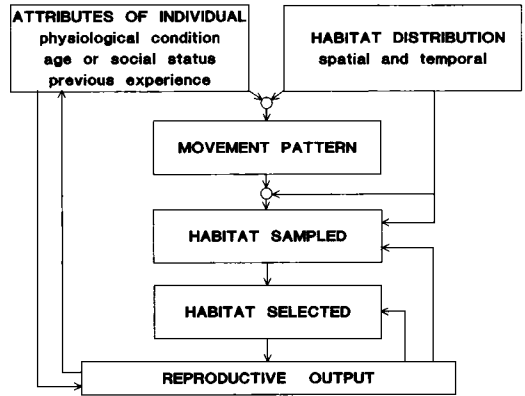 ATTRIBUTES OF INDIVIDUAL
physiological condition
age or social status
previous experience
HABITAT DISTRIBUTION
spatial and temporal
MOVEMENT PATTERN
HABITAT SAMPLED
HABITAT SELECTED
REPRODUCTIVE OUTPUT